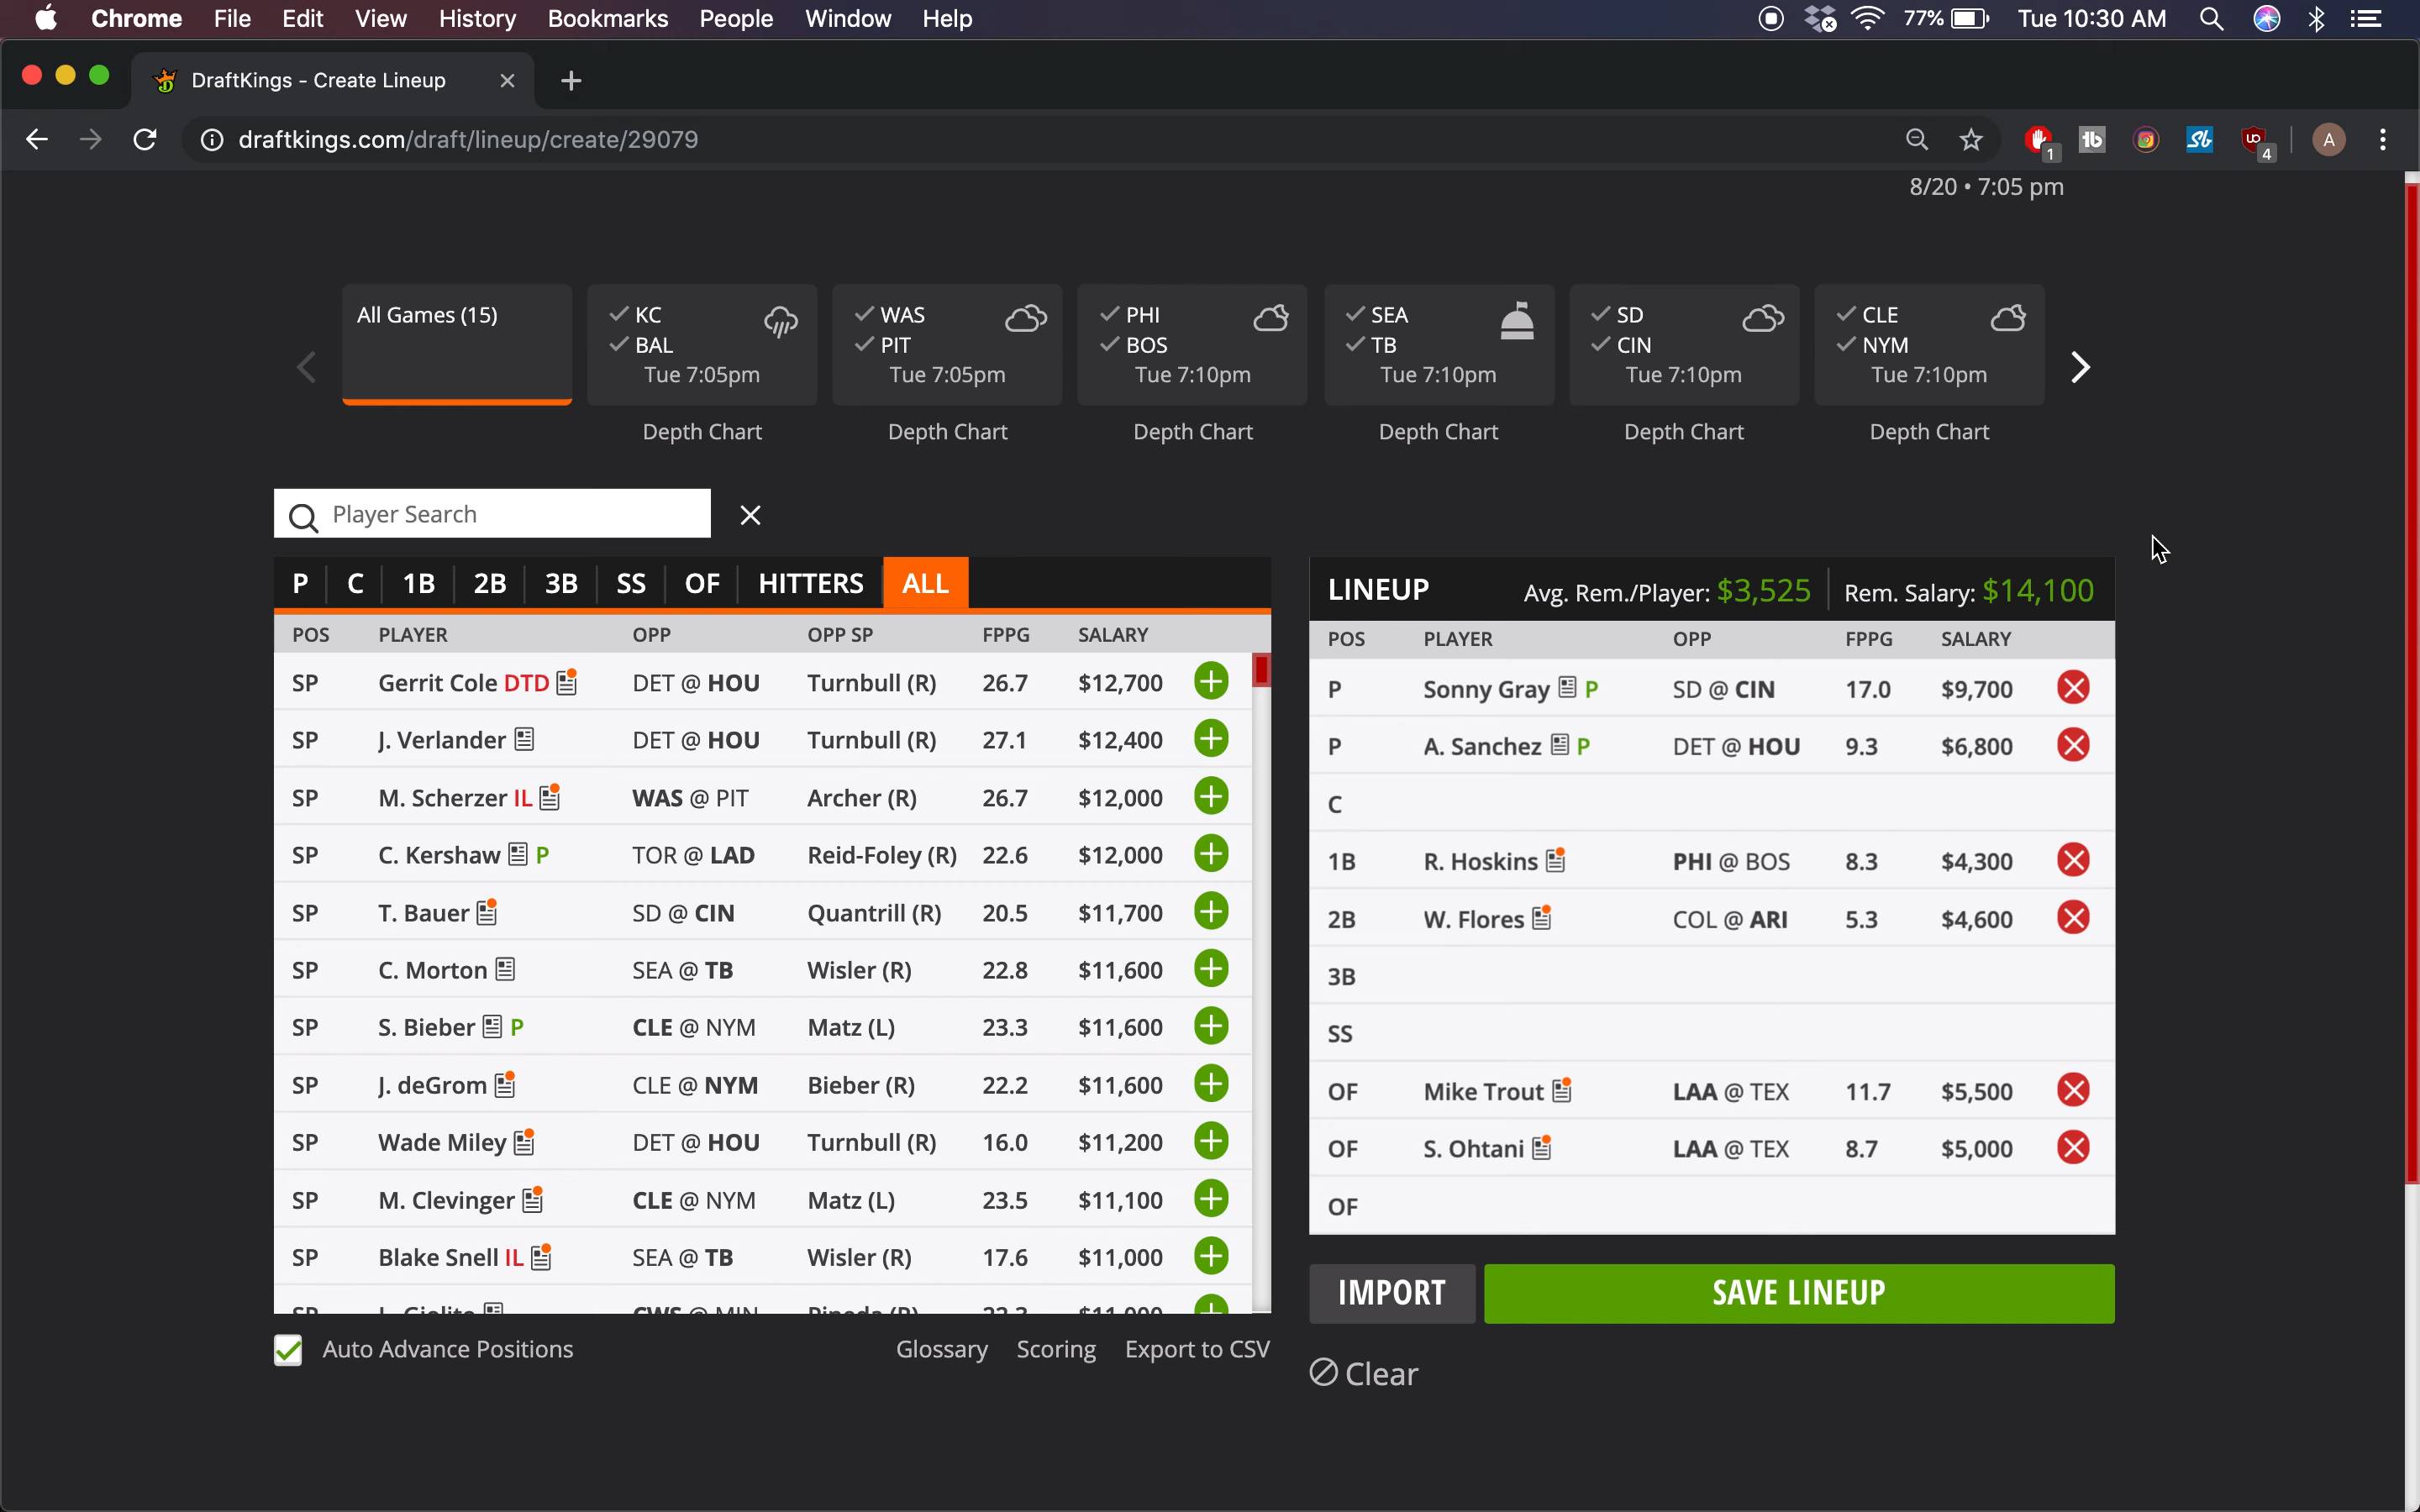 Chrome File Edit View History Bookmarks People Window Help 77% Tue 10:30 AM
DraftKings - Create Lineup
draftkings.com/draft/lineup/create/29079 1 tb Sb UD 4 A
8/20 • 7:05 pm
All Games (15)
KC
BAL
Tue 7:05pm
Depth Chart
WAS
PIT
Tue 7:05pm
Depth Chart
PHI
BOS
Tue 7:10pm
Depth Chart
SEA
TB
Tue 7:10pm
Depth Chart
SD
CIN
Tue 7:10pm
Depth Chart
CLE
NYM
Tue 7:10pm
Depth Chart
Player Search
P C 1B 2B 3B SS OF HITTERS ALL
POS PLAYER OPP OPP SP FPPG SALARY
SP Gerrit Cole DTD DET @ HOU Turnbull (R) 26.7 $12,700
SP J. Verlander DET @ HOU Turnbull (R) 27.1 $12,400
SP M. Scherzer IL WAS @ PIT Archer (R) 26.7 $12,000
SP C. Kershaw P TOR @ LAD Reid-Foley (R) 22.6 $12,000
SP T. Bauer SD @ CIN Quantrill (R) 20.5 $11,700
SP C. Morton SEA @ TB Wisler (R) 22.8 $11,600
SP S. Bieber P CLE @ NYM Matz (L) 23.3 $11,600
SP J. deGrom CLE @ NYM Bieber (R) 22.2 $11,600
SP Wade Miley DET @ HOU Turnbull (R) 16.0 $11,200
SP M. Clevinger CLE @ NYM Matz (L) 23.5 $11,100
SP Blake Snell IL SEA @ TB Wisler (R) 17.6 $11,000
SP L. Giolito CWS @ MIN Pineda (R) 22.3 $11,000
Auto Advance Positions Glossary Scoring Export to CSV
LINEUP Avg. Rem./Player: $3,525 Rem. Salary: $14,100
POS PLAYER OPP FPPG SALARY
P Sonny Gray P SD @ CIN 17.0 $9,700
P A. Sanchez P DET @ HOU 9.3 $6,800
C
1B R. Hoskins PHI @ BOS 8.3 $4,300
2B W. Flores COL @ ARI 5.3 $4,600
3B
SS
OF Mike Trout LAA @ TEX 11.7 $5,500
OF S. Ohtani LAA @ TEX 8.7 $5,000
OF
IMPORT SAVE LINEUP
Clear